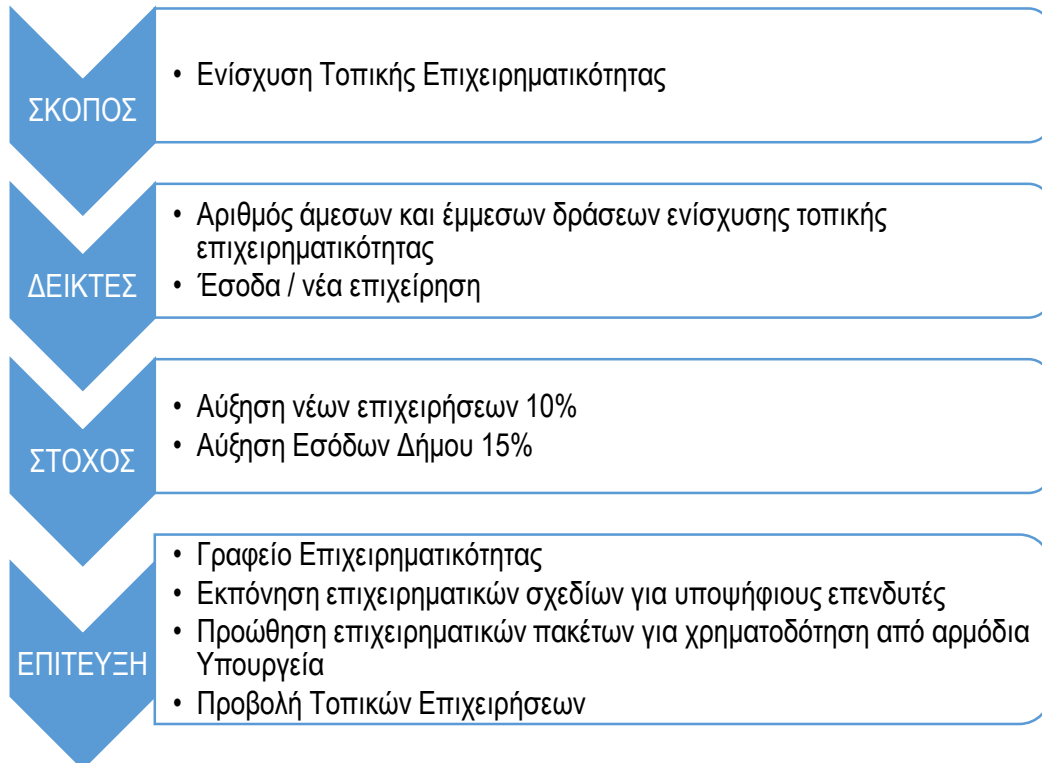 ΣΚΟΠΟΣ
• Ενίσχυση Τοπικής Επιχειρηματικότητας
ΔΕΙΚΤΕΣ
• Αριθμός άμεσων και έμμεσων δράσεων ενίσχυσης τοπικής
επιχειρηματικότητας
• Έσοδα / νέα επιχείρηση
ΣΤΟΧΟΣ
• Αύξηση νέων επιχειρήσεων 10%
• Αύξηση Εσόδων Δήμου 15%
ΕΠΙΤΕΥΞΗ
• Γραφείο Επιχειρηματικότητας
• Εκπόνηση επιχειρηματικών σχεδίων για υποψήφιους επενδυτές
• Προώθηση επιχειρηματικών πακέτων για χρηματοδότηση από αρμόδια
Υπουργεία
• Προβολή Τοπικών Επιχειρήσεων